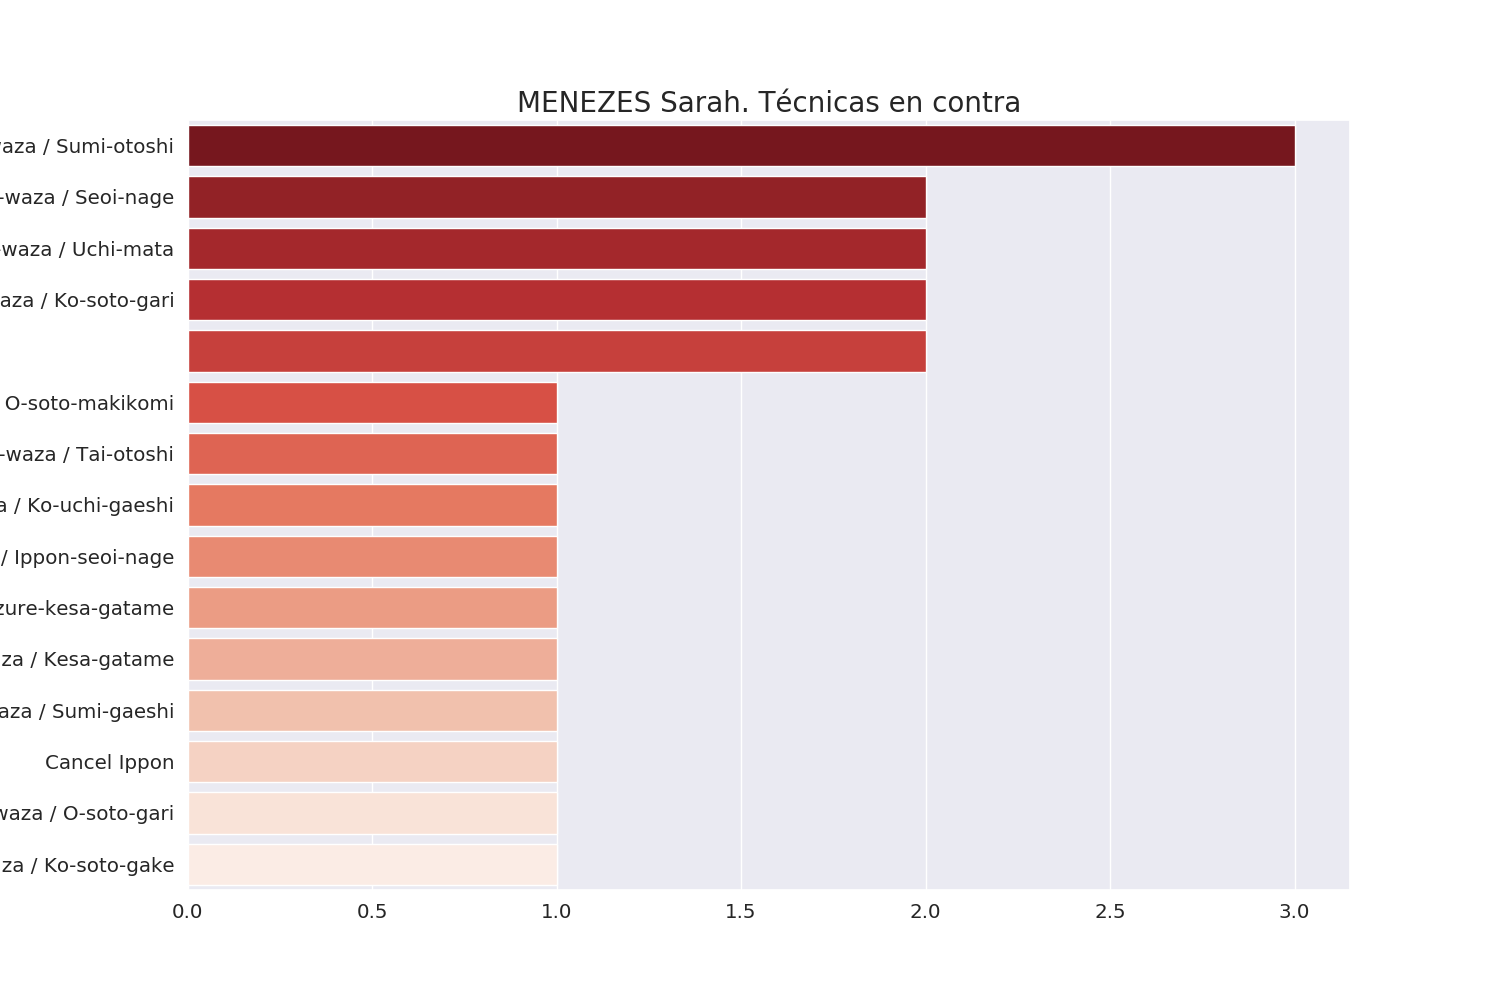 MENEZES Sarah. Técnicas en contra
waza / Sumi-otoshi
-waza / Seoi-nage
-waza / Uchi-mata
aza / Ko-soto-gari
O-soto-makikomi
-waza / Tai-otoshi
a / Ko-uchi-gaeshi
/ Ippon-seoi-nage
zure-kesa-gatame
za / Kesa-gatame
aza / Sumi-gaeshi
Cancel Ippon
waza / O-soto-gari
za / Ko-soto-gake
0.0 0.5 1.0 1.5 2.0 2.5 3.0